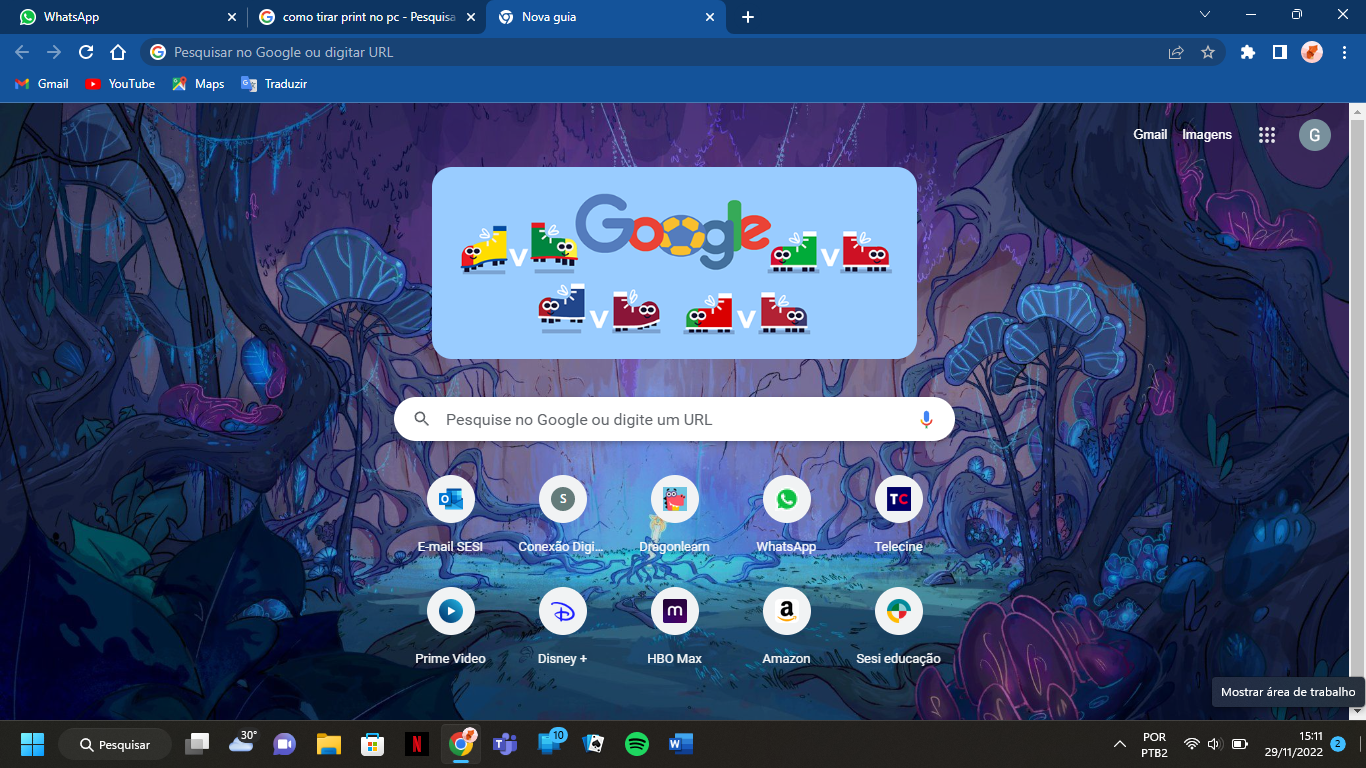 WhatsApp
como tirar print no pc - Pesquisa
Nova guia
Pesquisar no Google ou digitar URL
Gmail
YouTube
Maps
Traduzir
Gmail
Imagens
G
Google
v
v
v
v
Pesquise no Google ou digite um URL
S
TC
E-mail SESI
Conexão Digi...
Dragonlearn
WhatsApp
Telecine
m
a
Prime Video
Disney +
HBO Max
Amazon
Sesi educação
Mostrar área de trabalho
Pesquisar
30°
10
POR
PTB2
15:11
29/11/2022
2